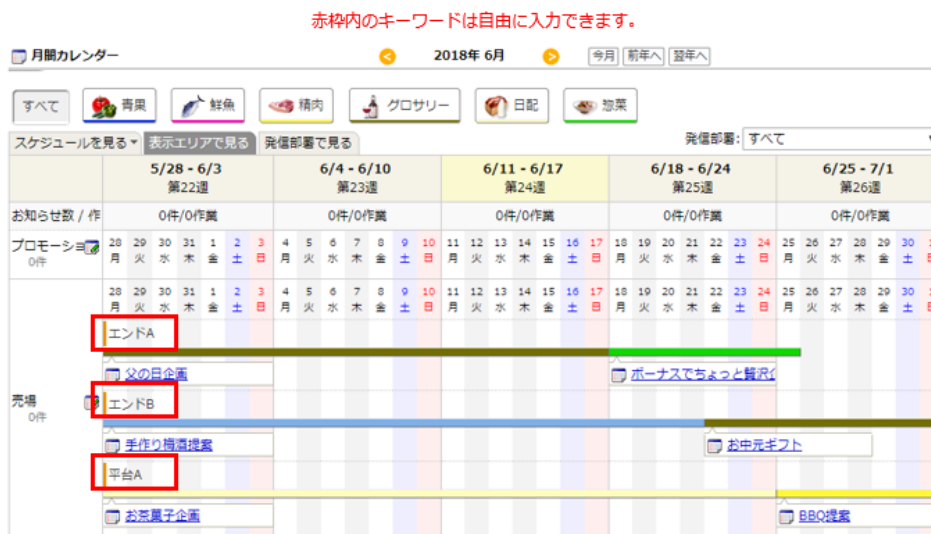 赤枠内のキーワードは自由に入力できます。
月間カレンダー 2018年 6月 今月 前年へ 翌年へ
すべて 青果 鮮魚 精肉 グロサリー 日配 惣菜
スケジュールを見る 表示エリアで見る 発信部署で見る 発信部署: すべて
5/28 - 6/3 6/4 - 6/10 6/11 - 6/17 6/18 - 6/24 6/25 - 7/1
第22週 第23週 第24週 第25週 第26週
お知らせ数 / 作 0件/0作業 0件/0作業 0件/0作業 0件/0作業 0件/0作業
プロモーショ 28 29 30 31 1 2 3 4 5 6 7 8 9 10 11 12 13 14 15 16 17 18 19 20 21 22 23 24 25 26 27 28 29 30
0件 月 火 水 木 金 土 日 月 火 水 木 金 土 日 月 火 水 木 金 土 日 月 火 水 木 金 土 日 月 火 水 木 金 土
28 29 30 31 1 2 3 4 5 6 7 8 9 10 11 12 13 14 15 16 17 18 19 20 21 22 23 24 25 26 27 28 29 30
月 火 水 木 金 土 日 月 火 水 木 金 土 日 月 火 水 木 金 土 日 月 火 水 木 金 土 日 月 火 水 木 金 土
エンドA
父の日企画 ボーナスでちょっと贅沢
売場 エンドB
0件
手作り梅酒提案 お中元ギフト
平台A
お茶菓子企画 BBQ提案